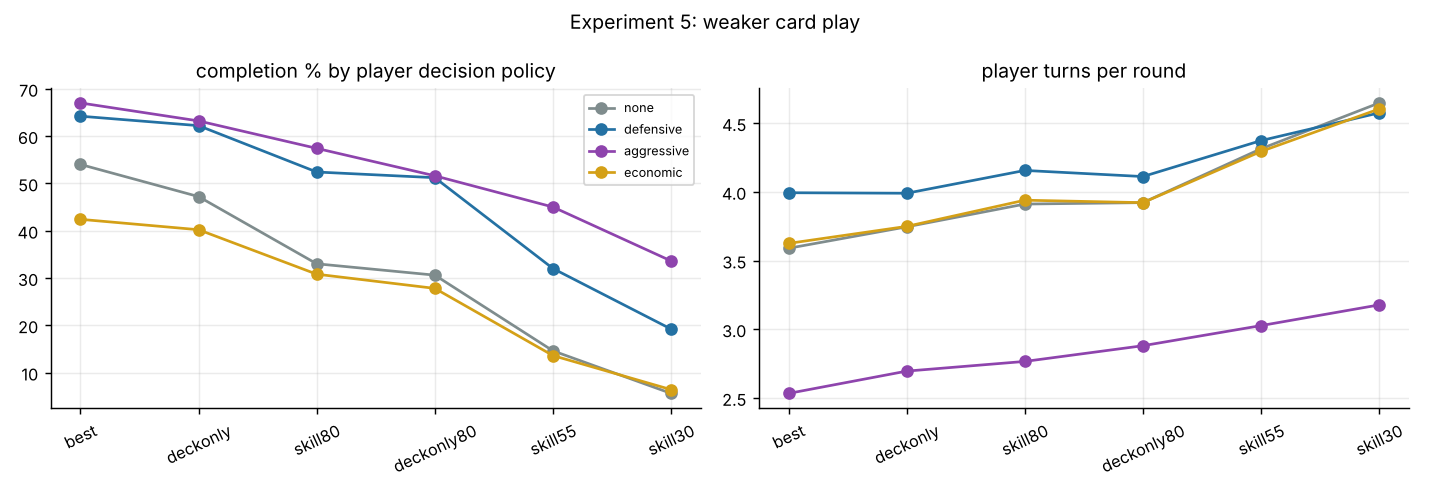 Experiment 5: weaker card play
completion % by player decision policy
70
60
50
40
30
20
10
none
defensive
aggressive
economic
best
deckonly
skill80
deckonly80
skill55
skill30
player turns per round
4.5
4.0
3.5
3.0
2.5
best
deckonly
skill80
deckonly80
skill55
skill30